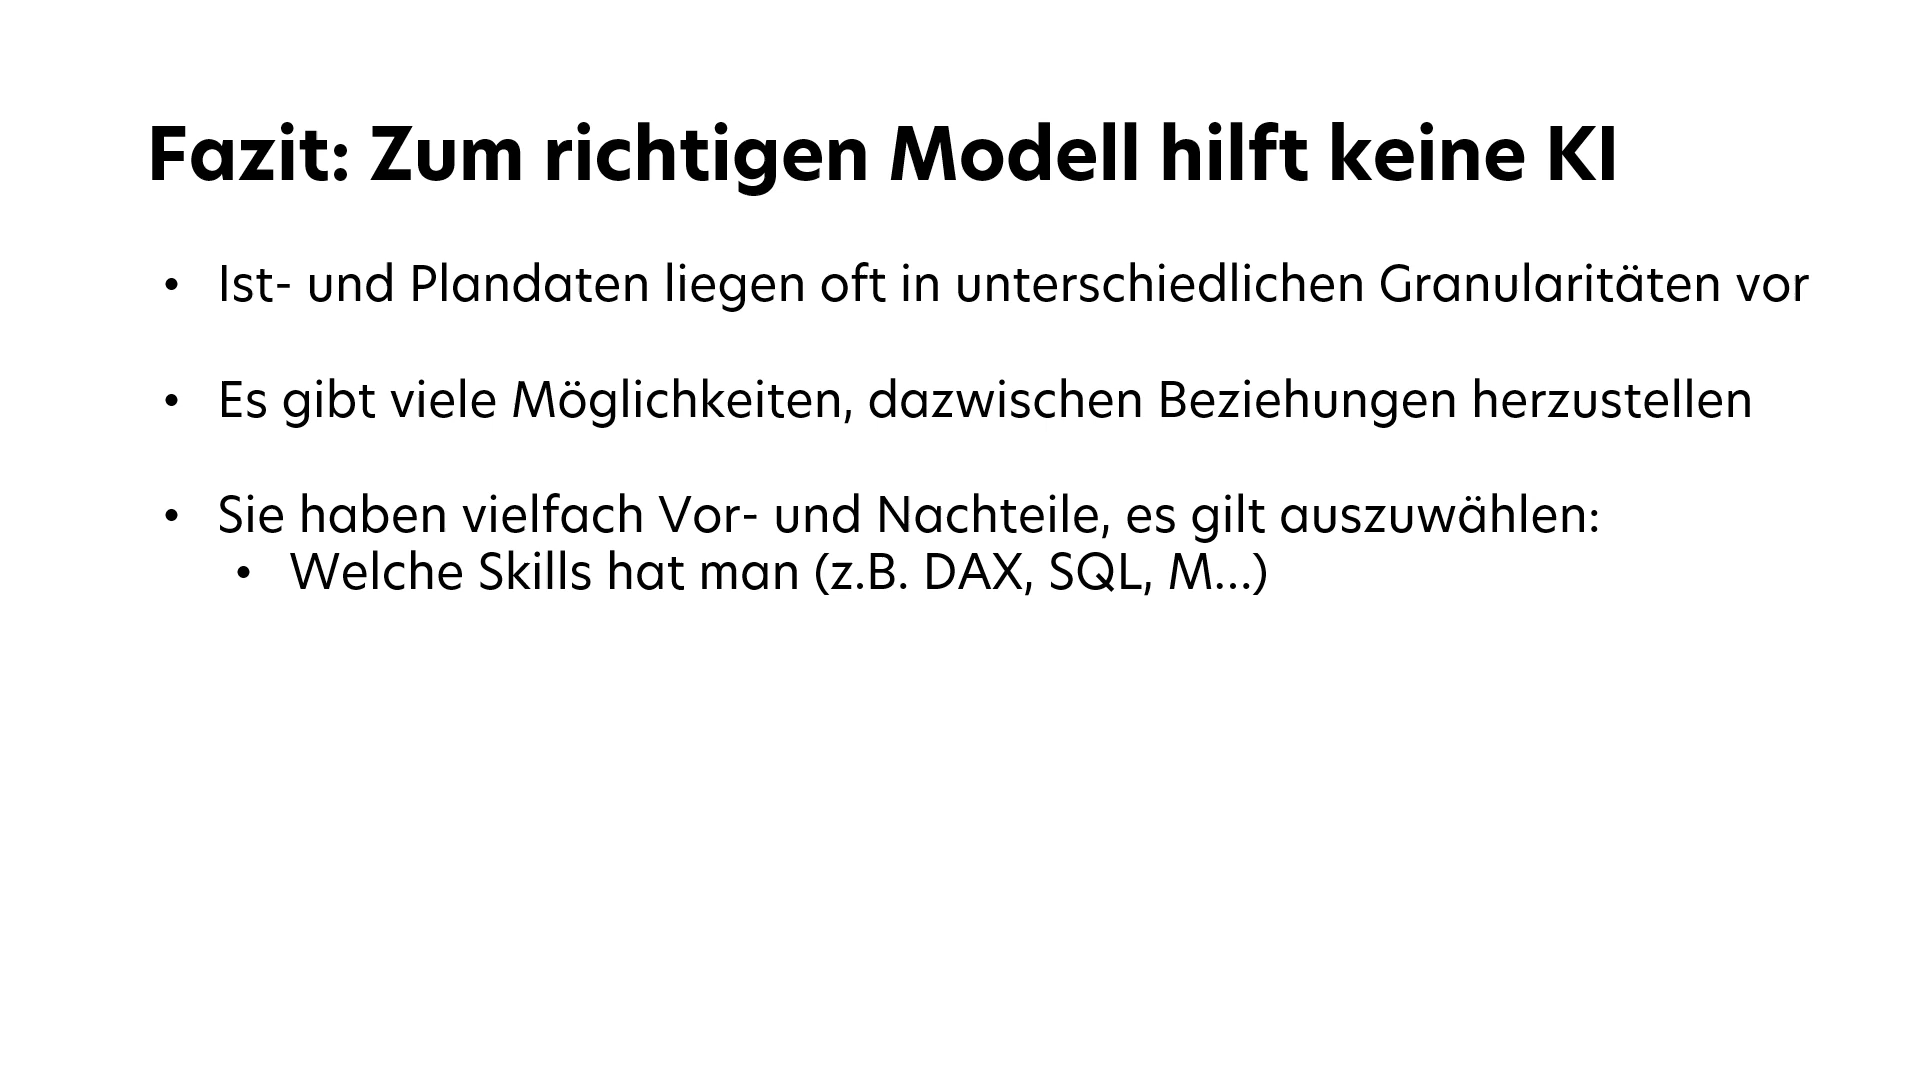 Fazit: Zum richtigen Modell hilft keine KI
• Ist- und Plandaten liegen oft in unterschiedlichen Granularitäten vor
• Es gibt viele Möglichkeiten, dazwischen Beziehungen herzustellen
• Sie haben vielfach Vor- und Nachteile, es gilt auszuwählen:
• Welche Skills hat man (z.B. DAX, SQL, M…)